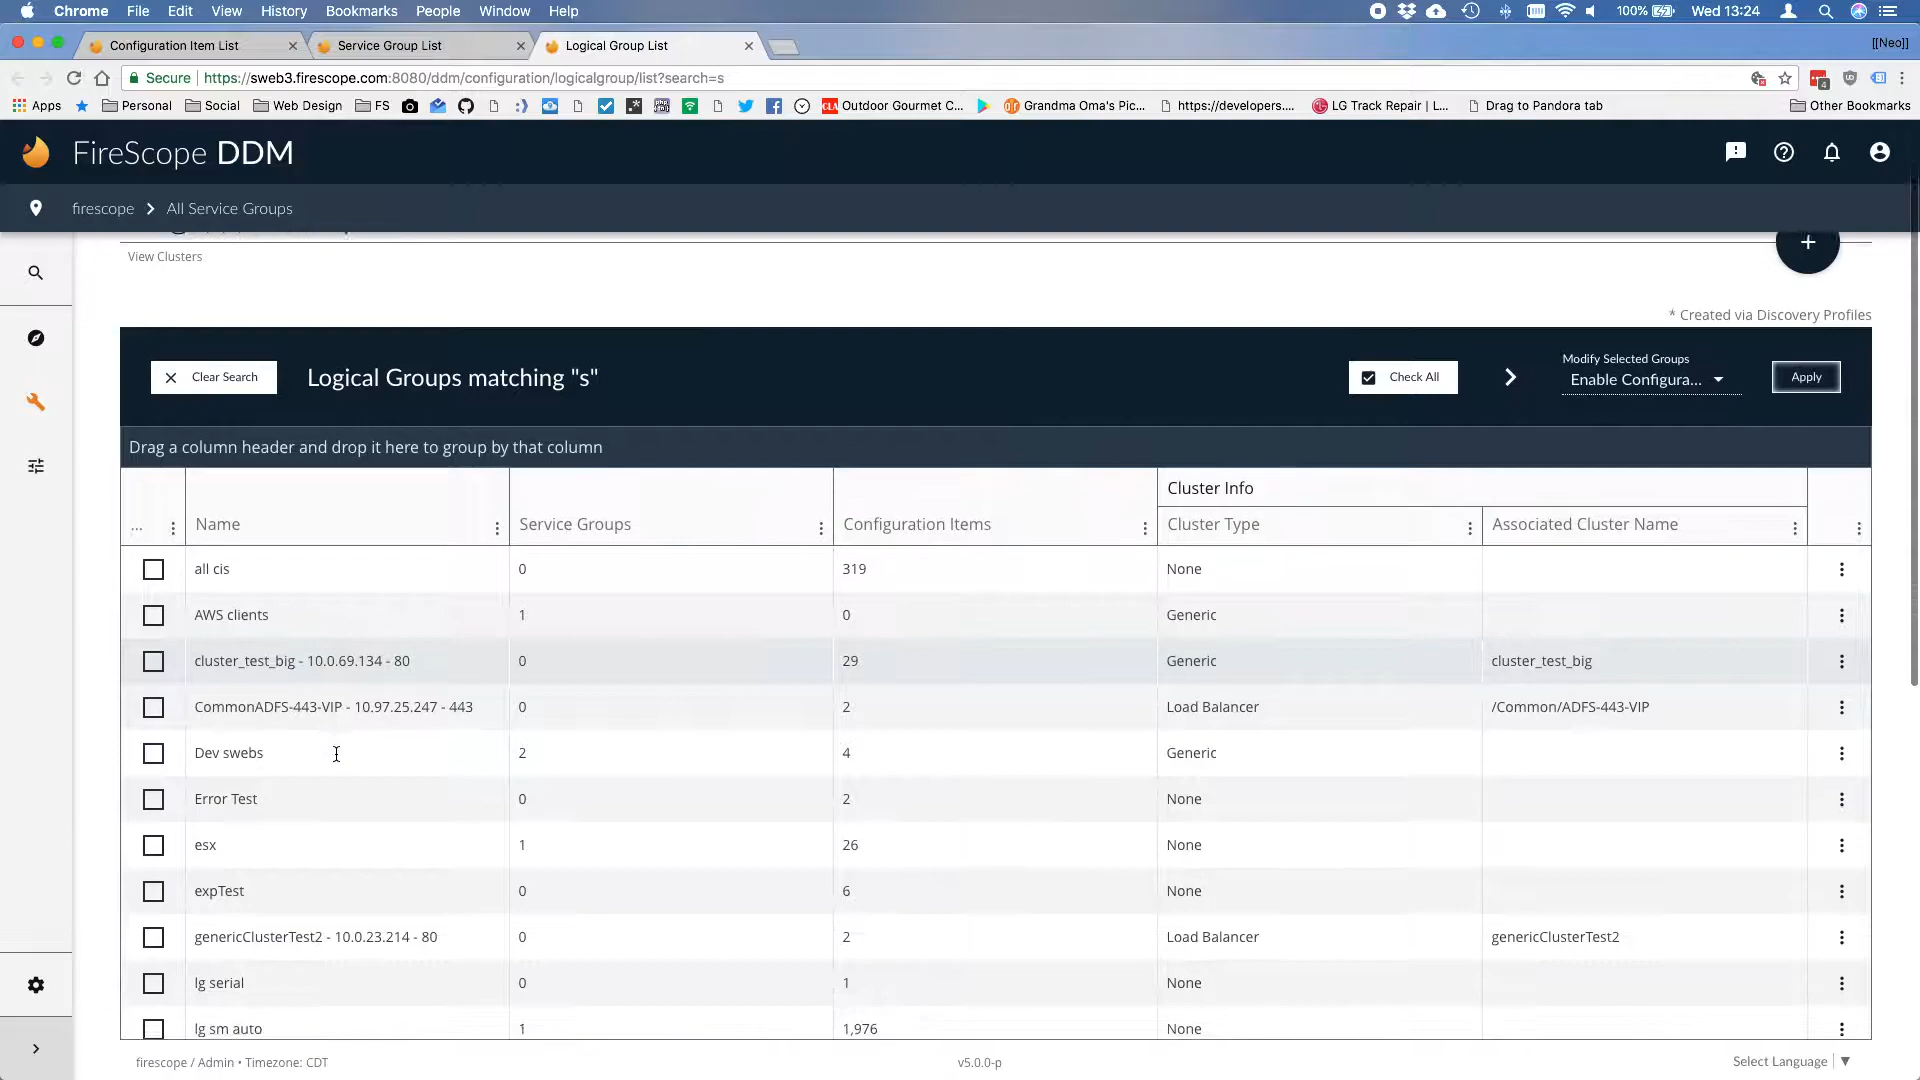 Chrome File Edit View History Bookmarks People Window Help 100% Wed 13:24
Configuration Item List Service Group List Logical Group List [[Neo]]
Secure https://sweb3.firescope.com:8080/ddm/configuration/logicalgroup/list?search=s 4
Apps Personal Social Web Design FS Outdoor Gourmet C... Grandma Oma's Pic... https://developers.... LG Track Repair | L... Drag to Pandora tab Other Bookmarks
FireScope DDM
firescope All Service Groups
View Clusters
* Created via Discovery Profiles
Clear Search Logical Groups matching "s" Check All Modify Selected Groups
Enable Configura... Apply
Drag a column header and drop it here to group by that column
Cluster Info
... Name Service Groups Configuration Items Cluster Type Associated Cluster Name
all cis 0 319 None
AWS clients 1 0 Generic
cluster_test_big - 10.0.69.134 - 80 0 29 Generic cluster_test_big
CommonADFS-443-VIP - 10.97.25.247 - 443 0 2 Load Balancer /Common/ADFS-443-VIP
Dev swebs 2 4 Generic
Error Test 0 2 None
esx 1 26 None
expTest 0 6 None
genericClusterTest2 - 10.0.23.214 - 80 0 2 Load Balancer genericClusterTest2
lg serial 0 1 None
lg sm auto 1 1,976 None
firescope / Admin • Timezone: CDT v5.0.0-p Select Language ▼